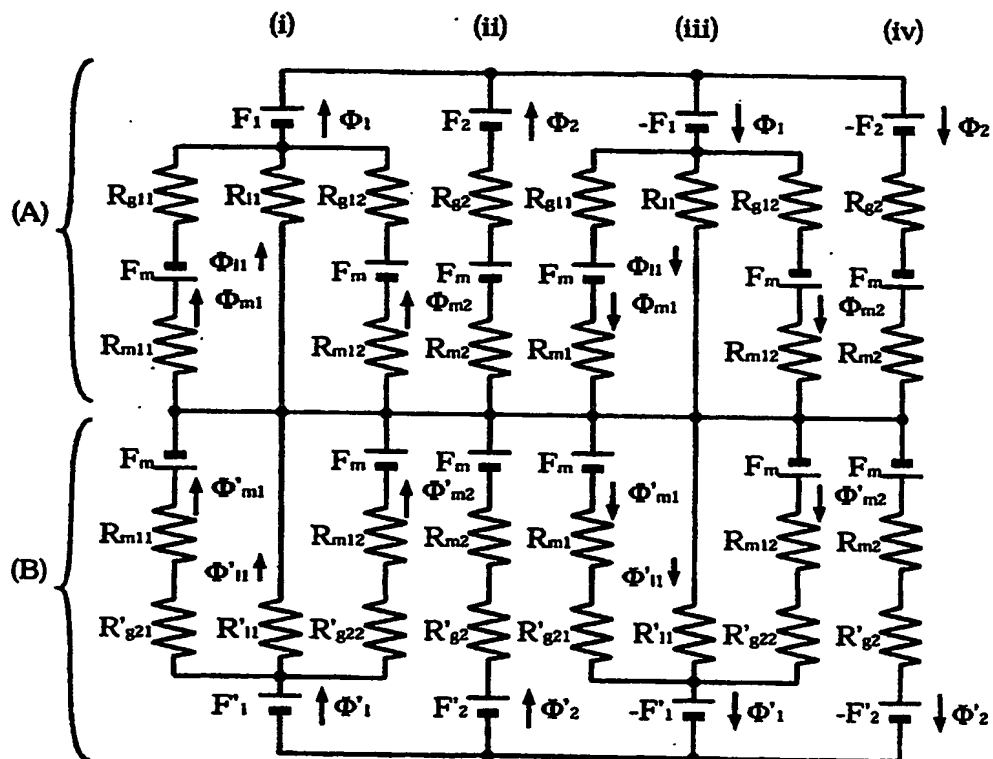 (i) (ii) (iii) (iv)
F1 Φ1 F2 Φ2 -F1 Φ1 -F2 Φ2
(A)
Rg11 Rl1 Rg12 Rg2 Rg11 Rl1 Rg12 Rg2
Φl1 Φl1
Fm Φm1 Fm Φm2 Fm Fm Φm1 Fm Φm2 Fm
Rm11 Rm12 Rm2 Rm1 Rm12 Rm2
Fm Fm Fm Fm Fm Fm
Φ'm1 Φ'm2 Φ'm1 Φ'm2
Rm11 Rm12 Rm2 Rm1 Rm12 Rm2
(B)
Φ'l1 Φ'l1
R'g21 R'l1 R'g22 R'g2 R'g21 R'l1 R'g22 R'g2
F'1 Φ'1 F'2 Φ'2 -F'1 Φ'1 -F'2 Φ'2